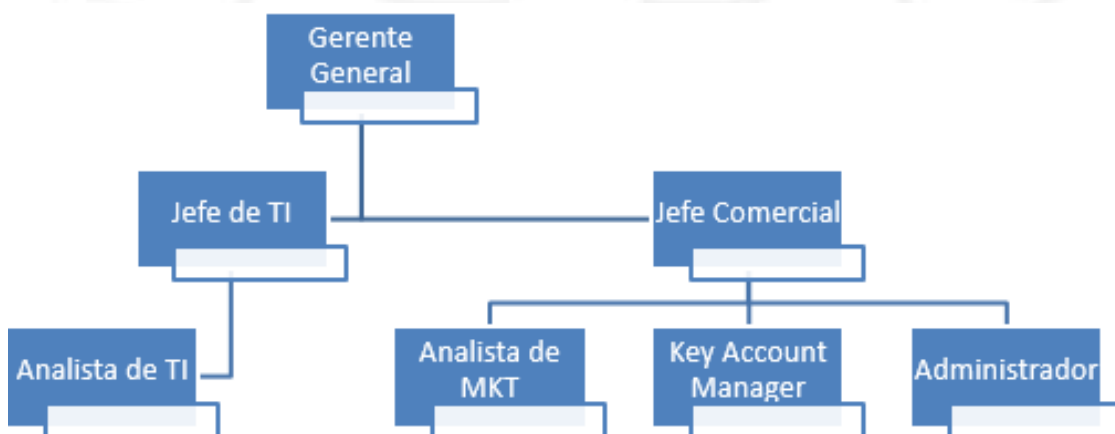 Gerente
General
Jefe de TI
Jefe Comercial
Analista de TI
Analista de
MKT
Key Account
Manager
Administrador